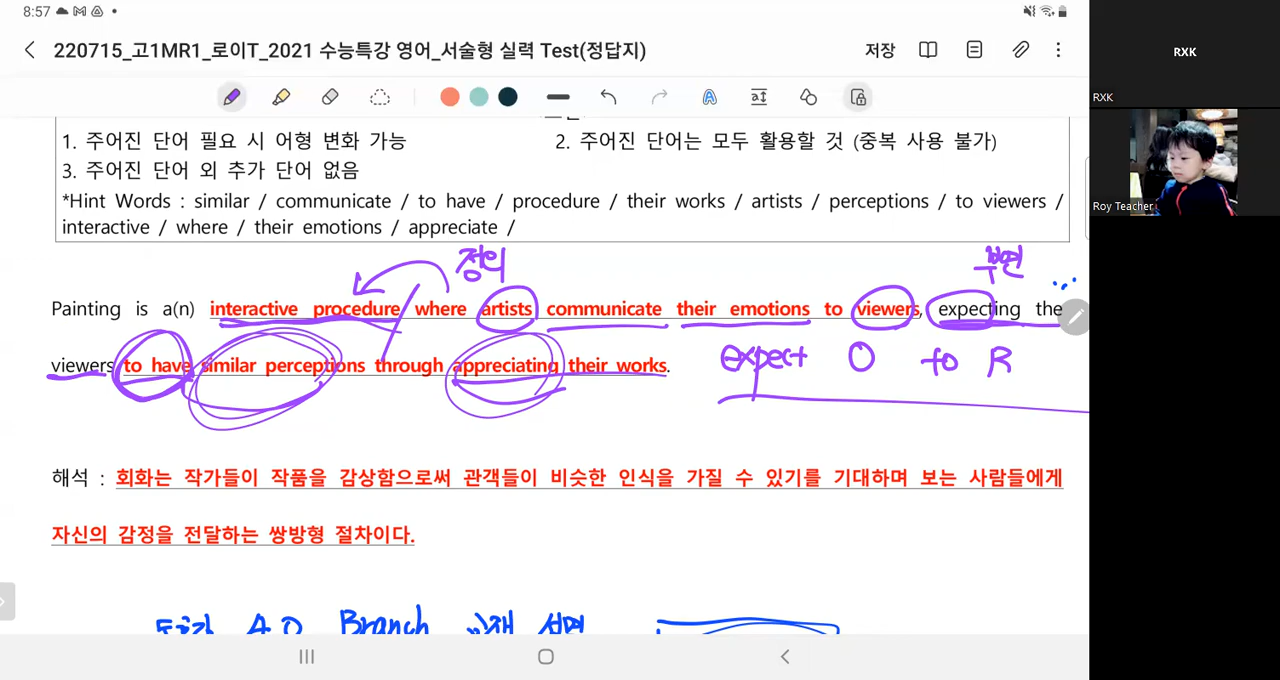 8:57
220715_고1MR1_로이T_2021 수능특강 영어_서술형 실력 Test(정답지)
저장
RXK
RXK
Roy Teacher
1. 주어진 단어 필요 시 어형 변화 가능
2. 주어진 단어는 모두 활용할 것 (중복 사용 불가)
3. 주어진 단어 외 추가 단어 없음
*Hint Words : similar / communicate / to have / procedure / their works / artists / perceptions / to viewers /
interactive / where / their emotions / appreciate /
정의
부연
Painting is a(n) interactive procedure where artists communicate their emotions to viewers, expecting the
viewers to have similar perceptions through appreciating their works.
expect O to R
해석 : 회화는 작가들이 작품을 감상함으로써 관객들이 비슷한 인식을 가질 수 있기를 기대하며 보는 사람들에게
자신의 감정을 전달하는 쌍방형 절차이다.
Branch